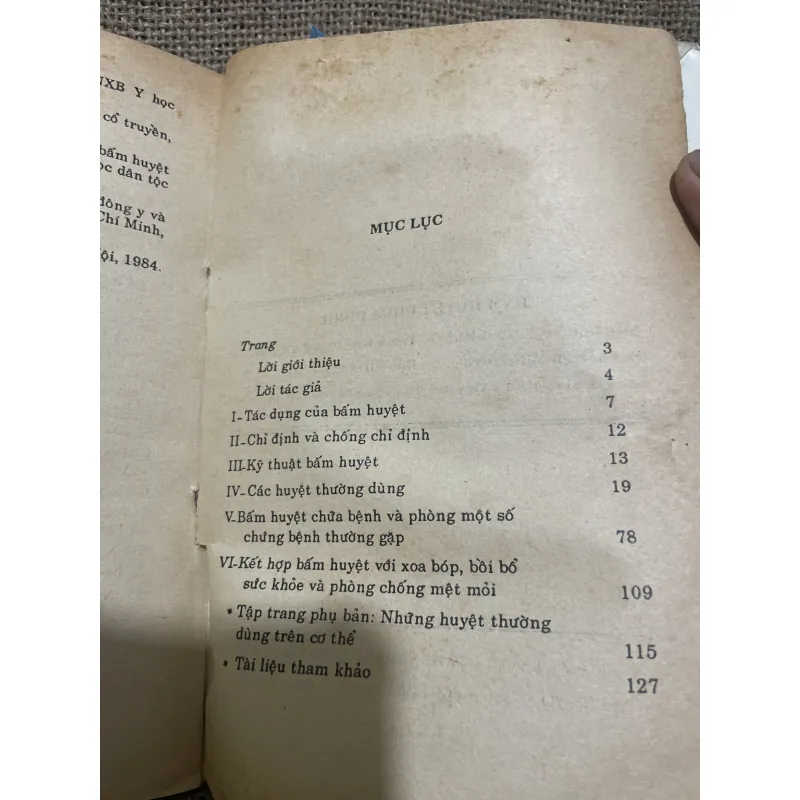 NXB Y học
cổ truyền,
bấm huyệt
học dân tộc
đông y và
Chí Minh,
Nội, 1984.
MỤC LỤC
Trang
Lời giới thiệu 3
Lời tác giả 4
I-Tác dụng của bấm huyệt 7
II-Chỉ định và chống chỉ định 12
III-Kỹ thuật bấm huyệt 13
IV-Các huyệt thường dùng 19
V-Bấm huyệt chữa bệnh và phòng một số
chứng bệnh thường gặp 78
VI-Kết hợp bấm huyệt với xoa bóp, bồi bổ
sức khỏe và phòng chống mệt mỏi 109
• Tập trang phụ bản: Những huyệt thường
dùng trên cơ thể 115
• Tài liệu tham khảo 127